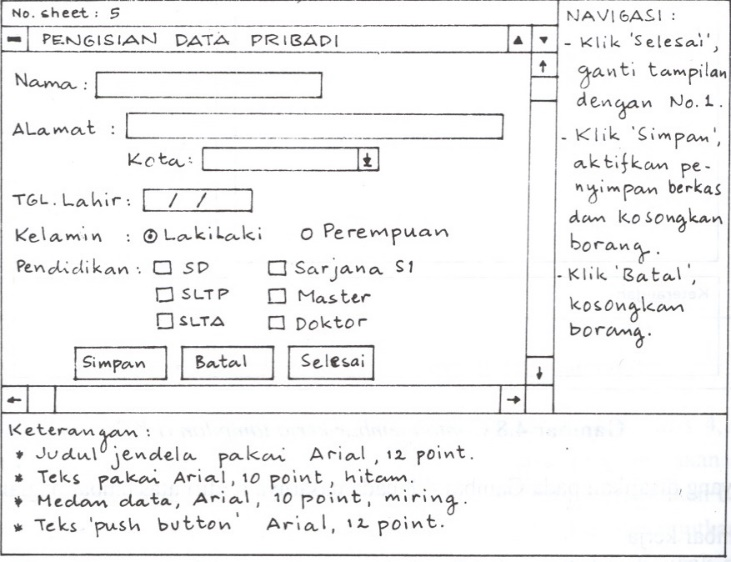 No. sheet : 5
PENGISIAN DATA PRIBADI
Nama :
ALamat :
Kota :
TGL. Lahir : / /
Kelamin : LakiLaki Perempuan
Pendidikan : SD Sarjana S1
SLTP Master
SLTA Doktor
Simpan Batal Selesai
NAVIGASI :
- Klik 'Selesai',
ganti tampilan
dengan No.1.
- Klik 'Simpan',
aktifkan pe-
nyimpan berkas
dan kosongkan
borang.
- Klik 'Batal',
kosongkan
borang.
Keterangan :
* Judul jendela pakai Arial, 12 point.
* Teks pakai Arial, 10 point, hitam.
* Medan data, Arial, 10 point, miring.
* Teks 'push button' Arial, 12 point.